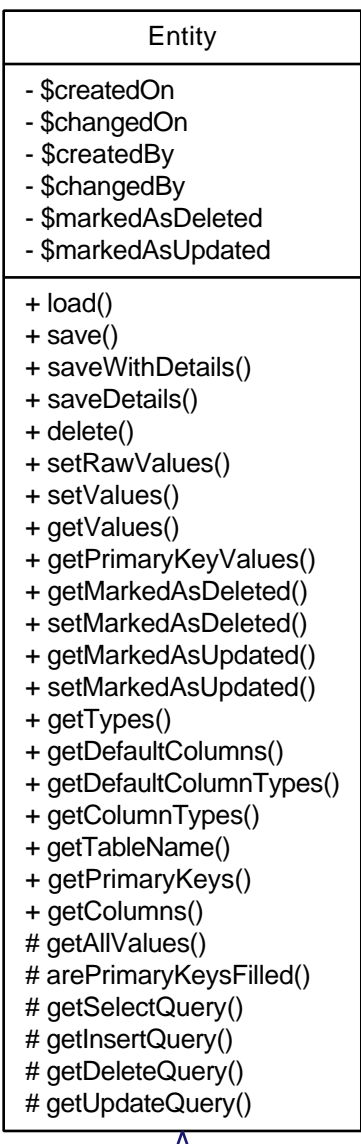 Entity
- $createdOn
- $changedOn
- $createdBy
- $changedBy
- $markedAsDeleted
- $markedAsUpdated
+ load()
+ save()
+ saveWithDetails()
+ saveDetails()
+ delete()
+ setRawValues()
+ setValues()
+ getValues()
+ getPrimaryKeyValues()
+ getMarkedAsDeleted()
+ setMarkedAsDeleted()
+ getMarkedAsUpdated()
+ setMarkedAsUpdated()
+ getTypes()
+ getDefaultColumns()
+ getDefaultColumnTypes()
+ getColumnTypes()
+ getTableName()
+ getPrimaryKeys()
+ getColumns()
# getAllValues()
# arePrimaryKeysFilled()
# getSelectQuery()
# getInsertQuery()
# getDeleteQuery()
# getUpdateQuery()